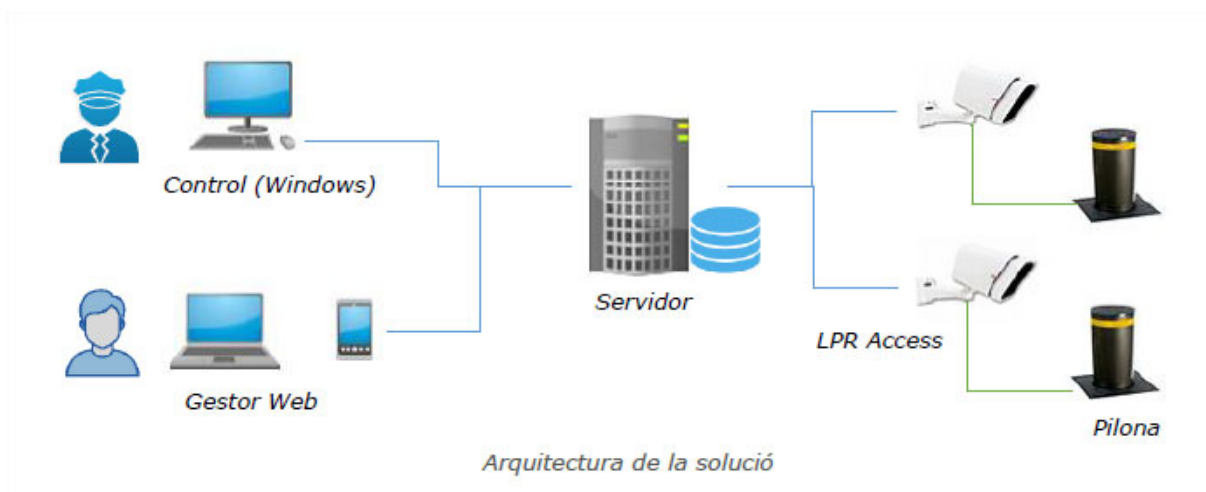 Control (Windows)
Servidor
LPR Access
Gestor Web
Pilona
Arquitectura de la solució